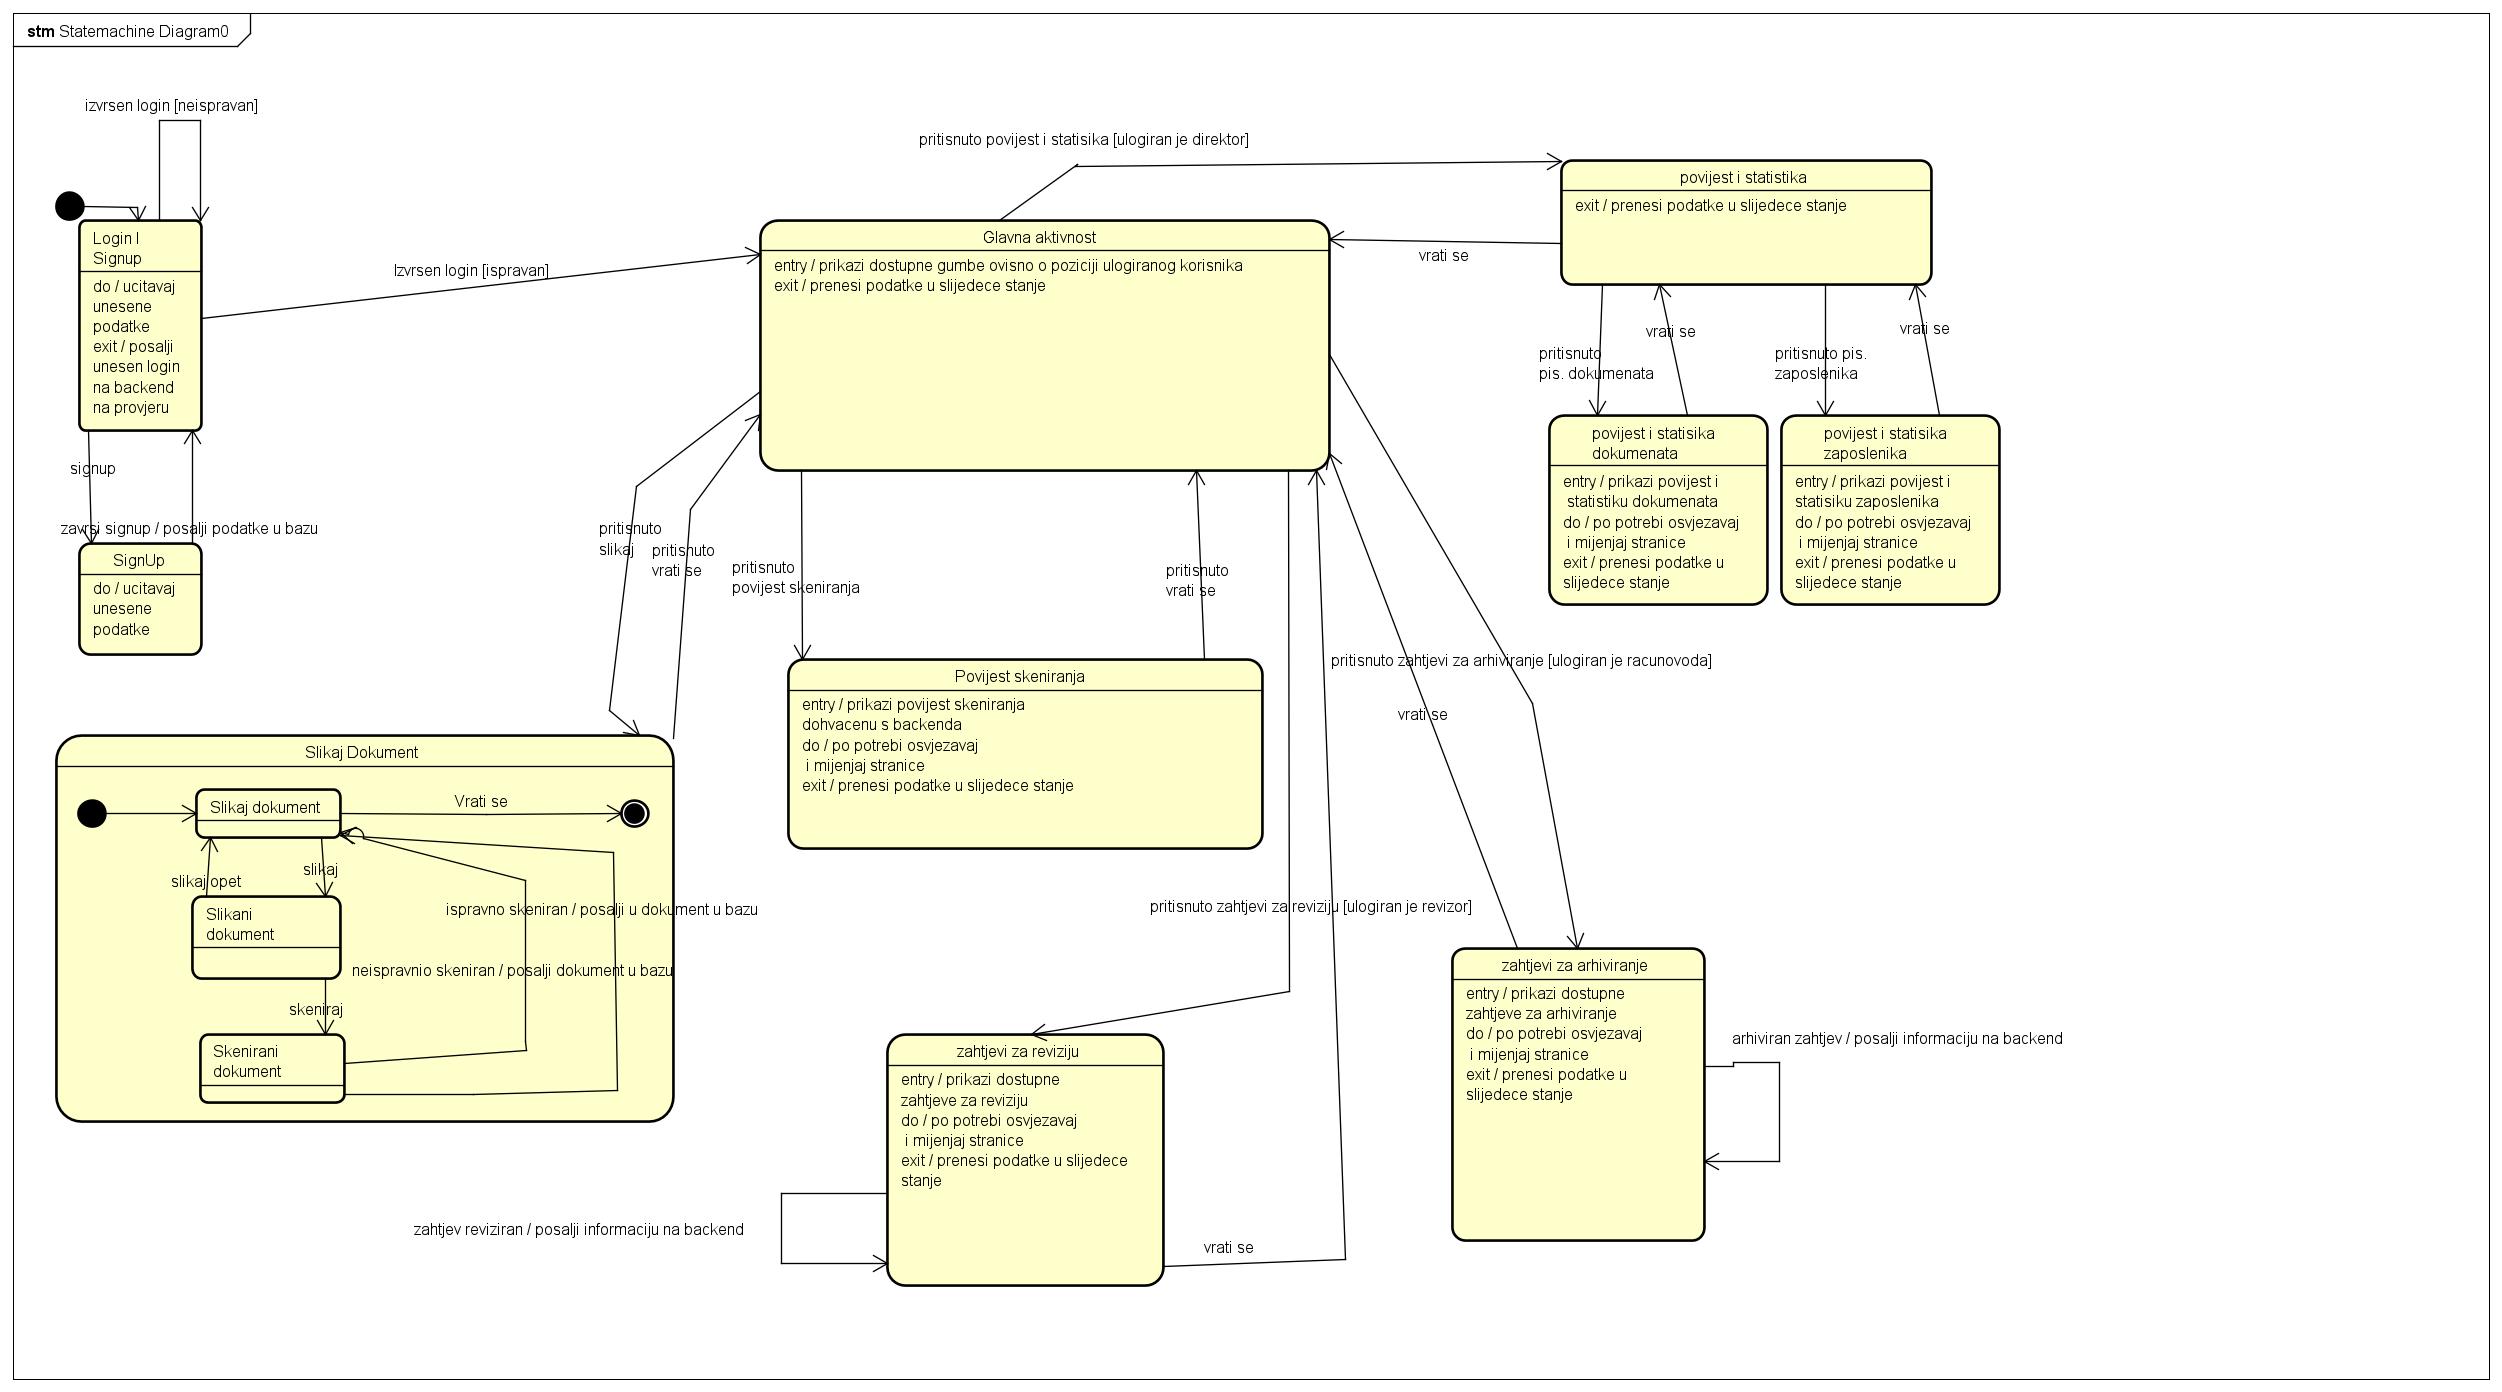 stm Statemachine Diagram0
izvrsen login [neispravan]
Login I
Signup
do / ucitavaj
unesene
podatke
exit / posalji
unesen login
na backend
na provjeru
Izvrsen login [ispravan]
signup
zavrsi signup / posalji podatke u bazu
SignUp
do / ucitavaj
unesene
podatke
pritisnuto povijest i statisika [ulogiran je direktor]
Glavna aktivnost
entry / prikazi dostupne gumbe ovisno o poziciji ulogiranog korisnika
exit / prenesi podatke u slijedece stanje
povijest i statistika
exit / prenesi podatke u slijedece stanje
vrati se
pritisnuto
pis. dokumenata
vrati se
pritisnuto pis.
zaposlenika
vrati se
povijest i statisika
dokumenata
entry / prikazi povijest i
statistiku dokumenata
do / po potrebi osvjezavaj
i mijenjaj stranice
exit / prenesi podatke u
slijedece stanje
povijest i statisika
zaposlenika
entry / prikazi povijest i
statisiku zaposlenika
do / po potrebi osvjezavaj
i mijenjaj stranice
exit / prenesi podatke u
slijedece stanje
pritisnuto
slikaj
pritisnuto
vrati se
pritisnuto
povijest skeniranja
pritisnuto
vrati se
Povijest skeniranja
entry / prikazi povijest skeniranja
dohvacenu s backenda
do / po potrebi osvjezavaj
i mijenjaj stranice
exit / prenesi podatke u slijedece stanje
pritisnuto zahtjevi za arhiviranje [ulogiran je racunovoda]
vrati se
Slikaj Dokument
Slikaj dokument
Vrati se
slikaj opet
slikaj
Slikani
dokument
ispravno skeniran / posalji u dokument u bazu
neispravnio skeniran / posalji dokument u bazu
skeniraj
Skenirani
dokument
pritisnuto zahtjevi za reviziju [ulogiran je revizor]
zahtjevi za reviziju
entry / prikazi dostupne
zahtjeve za reviziju
do / po potrebi osvjezavaj
i mijenjaj stranice
exit / prenesi podatke u slijedece
stanje
zahtjev reviziran / posalji informaciju na backend
vrati se
zahtjevi za arhiviranje
entry / prikazi dostupne
zahtjeve za arhiviranje
do / po potrebi osvjezavaj
i mijenjaj stranice
exit / prenesi podatke u
slijedece stanje
arhiviran zahtjev / posalji informaciju na backend